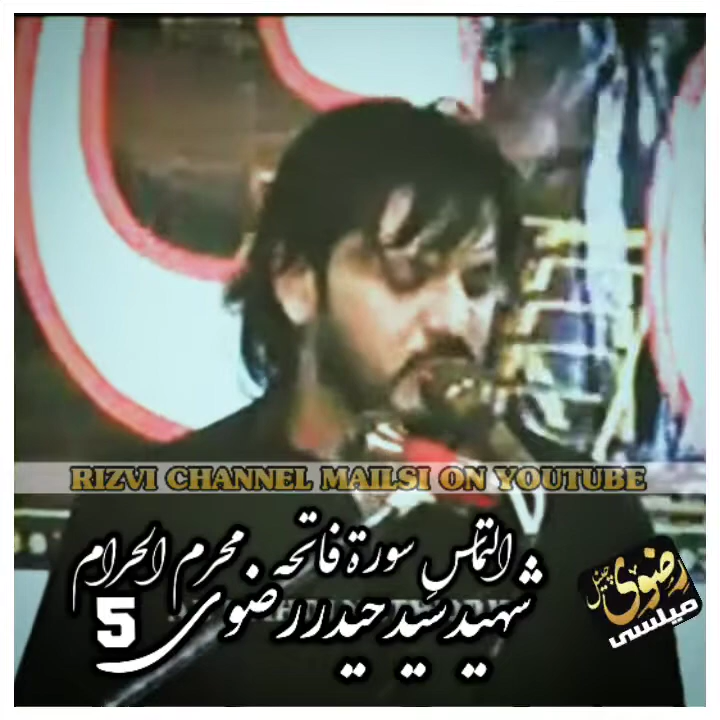 RIZVI CHANNEL MAILSI ON YOUTUBE
التماسِ سورۃ فاتحہ محرم الحرام
شہید سید حیدر رضوی 5
رضوی چینل
میلسی